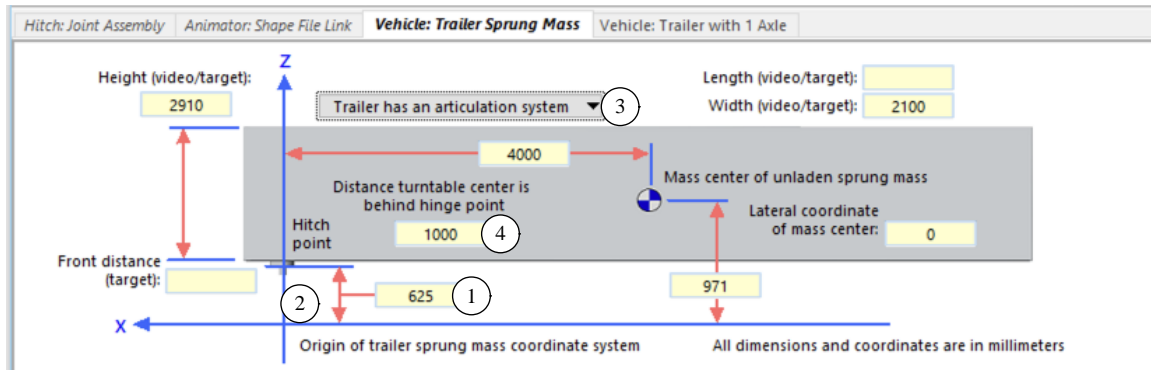 Hitch: Joint Assembly
Animator: Shape File Link
Vehicle: Trailer Sprung Mass
Vehicle: Trailer with 1 Axle
Height (video/target):
2910
Z
Trailer has an articulation system
3
Length (video/target):
Width (video/target):
2100
4000
Mass center of unladen sprung mass
Distance turntable center is
behind hinge point
1000
4
Hitch
point
Lateral coordinate
of mass center:
0
Front distance
(target):
2
625
1
971
X
Origin of trailer sprung mass coordinate system
All dimensions and coordinates are in millimeters